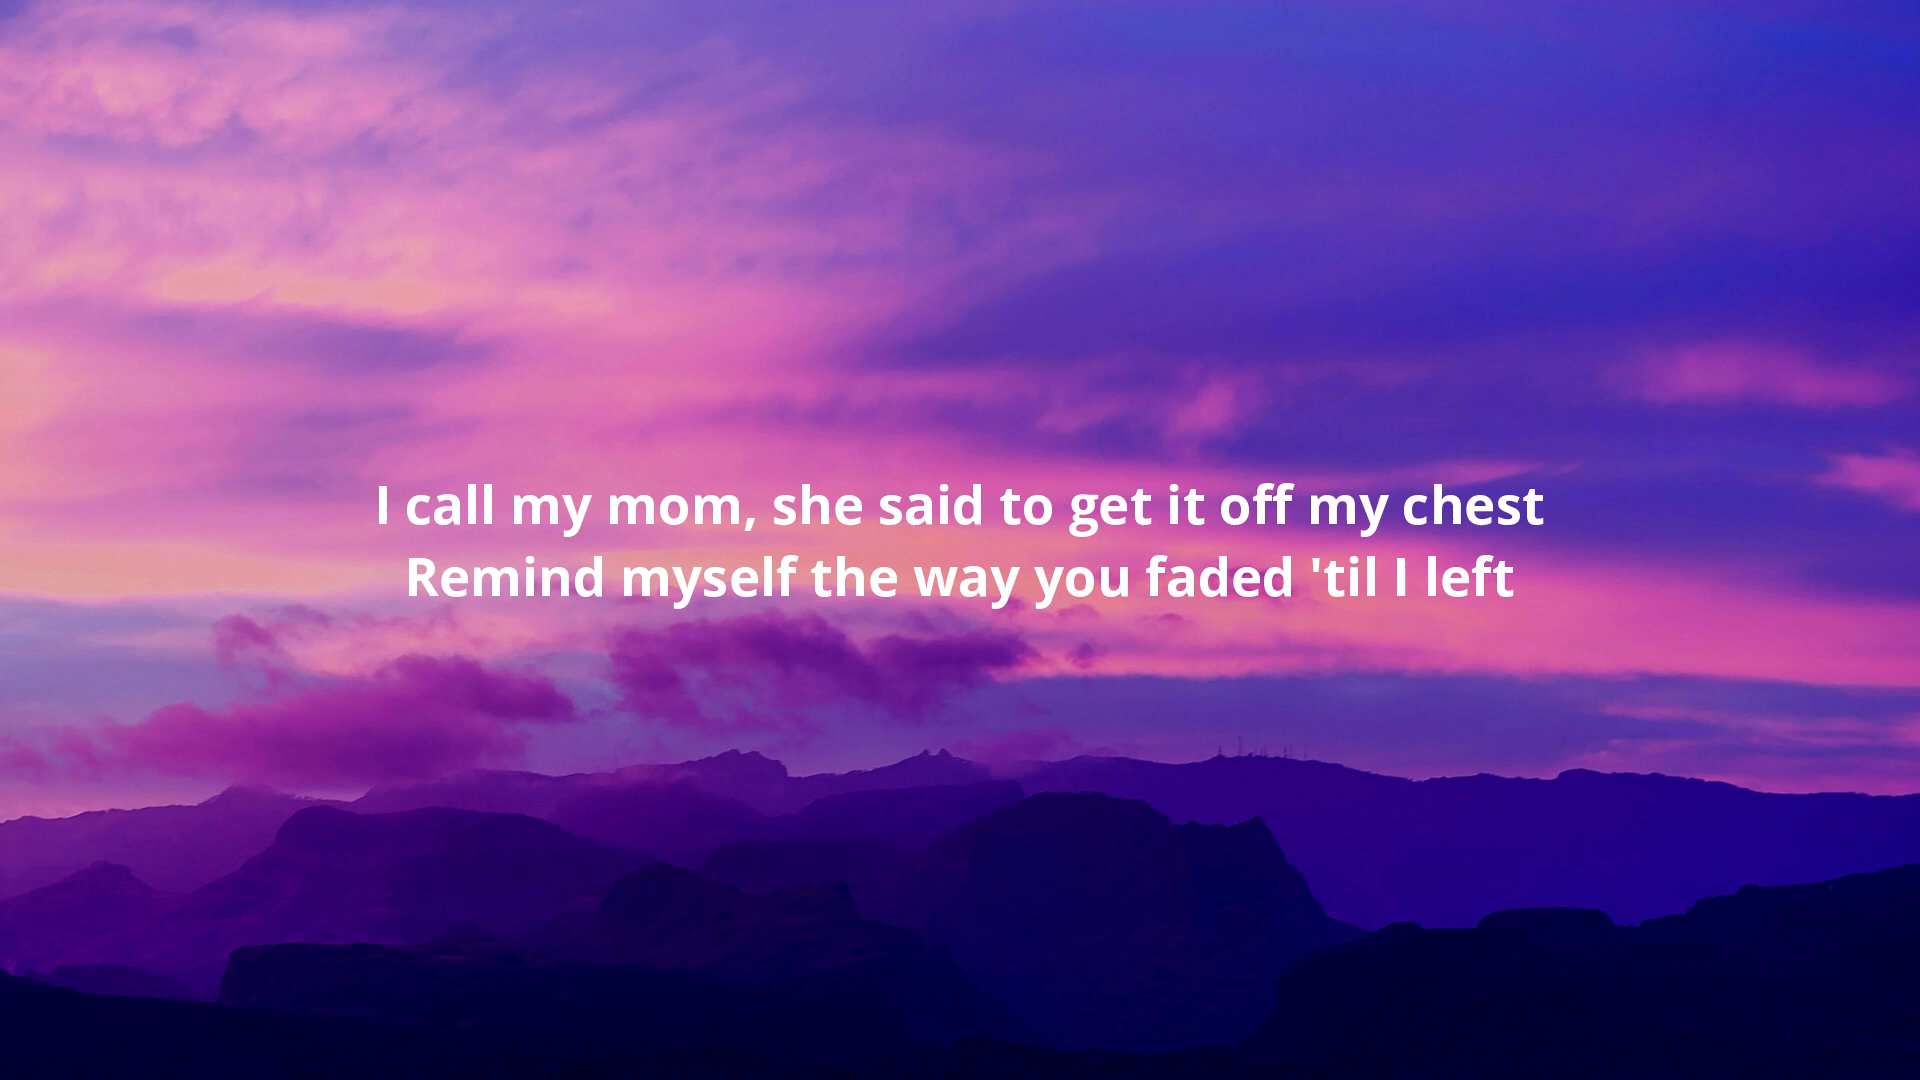 I call my mom, she said to get it off my chest
Remind myself the way you faded 'til I left